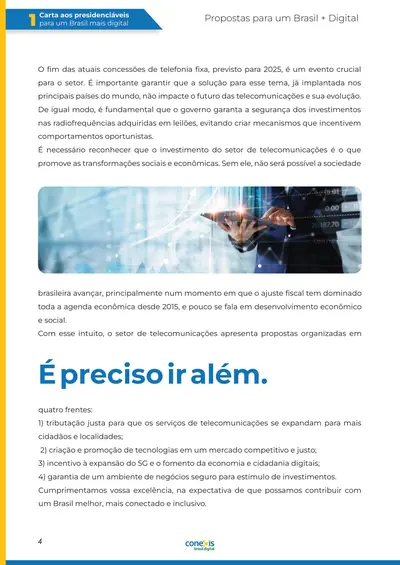 1 Carta aos presidenciáveis
para um Brasil mais digital
Propostas para um Brasil + Digital
O fim das atuais concessões de telefonia fixa, previsto para 2025, é um evento crucial
para o setor. É importante garantir que a solução para esse tema, já implantada nos
principais países do mundo, não impacte o futuro das telecomunicações e sua evolução.
De igual modo, é fundamental que o governo garanta a segurança dos investimentos
nas radiofrequências adquiridas em leilões, evitando criar mecanismos que incentivem
comportamentos oportunistas.
É necessário reconhecer que o investimento do setor de telecomunicações é o que
promove as transformações sociais e econômicas. Sem ele, não será possível a sociedade
0.00
0.90
187.70
brasileira avançar, principalmente num momento em que o ajuste fiscal tem dominado
toda a agenda econômica desde 2015, e pouco se fala em desenvolvimento econômico
e social.
Com esse intuito, o setor de telecomunicações apresenta propostas organizadas em
É preciso ir além.
quatro frentes:
1) tributação justa para que os serviços de telecomunicações se expandam para mais
cidadãos e localidades;
2) criação e promoção de tecnologias em um mercado competitivo e justo;
3) incentivo à expansão do 5G e o fomento da economia e cidadania digitais;
4) garantia de um ambiente de negócios seguro para estímulo de investimentos.
Cumprimentamos vossa excelência, na expectativa de que possamos contribuir com
um Brasil melhor, mais conectado e inclusivo.
4
conexis
brasil digital